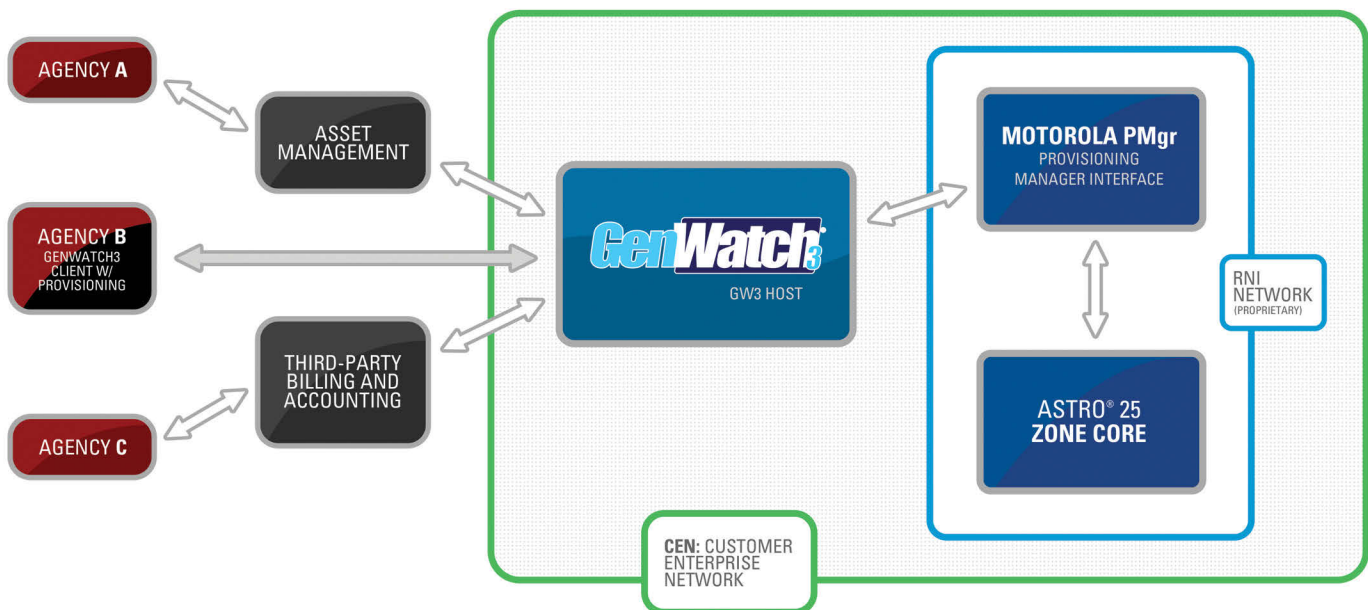 AGENCY A
ASSET
MANAGEMENT
AGENCY B
GENWATCH3
CLIENT W/
PROVISIONING
THIRD-PARTY
BILLING AND
ACCOUNTING
AGENCY C
GenWatch3®
GW3 HOST
MOTOROLA PMgr
PROVISIONING
MANAGER INTERFACE
RNI
NETWORK
(PROPRIETARY)
ASTRO® 25
ZONE CORE
CEN: CUSTOMER
ENTERPRISE
NETWORK